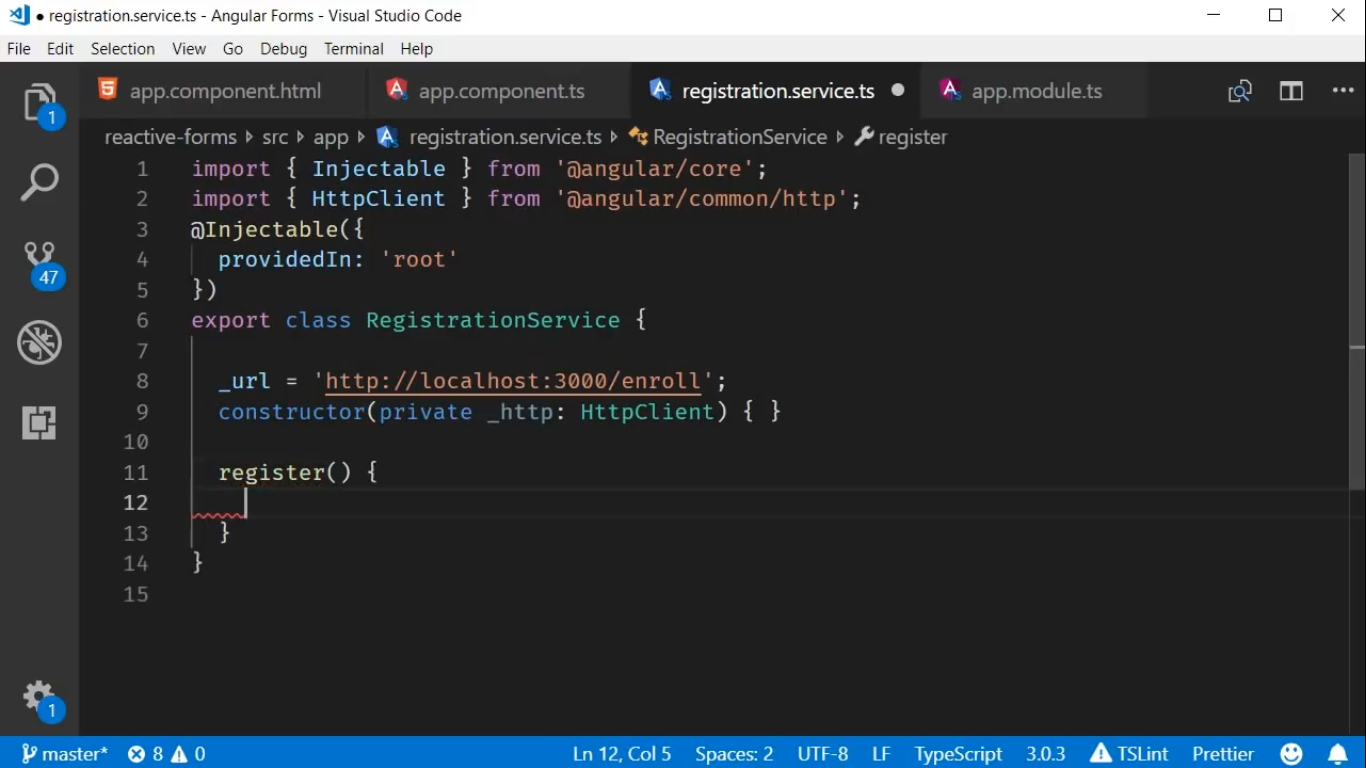 ● registration.service.ts - Angular Forms - Visual Studio Code
File Edit Selection View Go Debug Terminal Help
app.component.html app.component.ts registration.service.ts app.module.ts
1
reactive-forms src app registration.service.ts RegistrationService register
1 import { Injectable } from '@angular/core';
2 import { HttpClient } from '@angular/common/http';
3 @Injectable({
4   providedIn: 'root'
5 })
6 export class RegistrationService {
7
8   _url = 'http://localhost:3000/enroll';
9   constructor(private _http: HttpClient) { }
10
11   register() {
12
13   }
14 }
15
47
1
master* 8 0 Ln 12, Col 5 Spaces: 2 UTF-8 LF TypeScript 3.0.3 TSLint Prettier